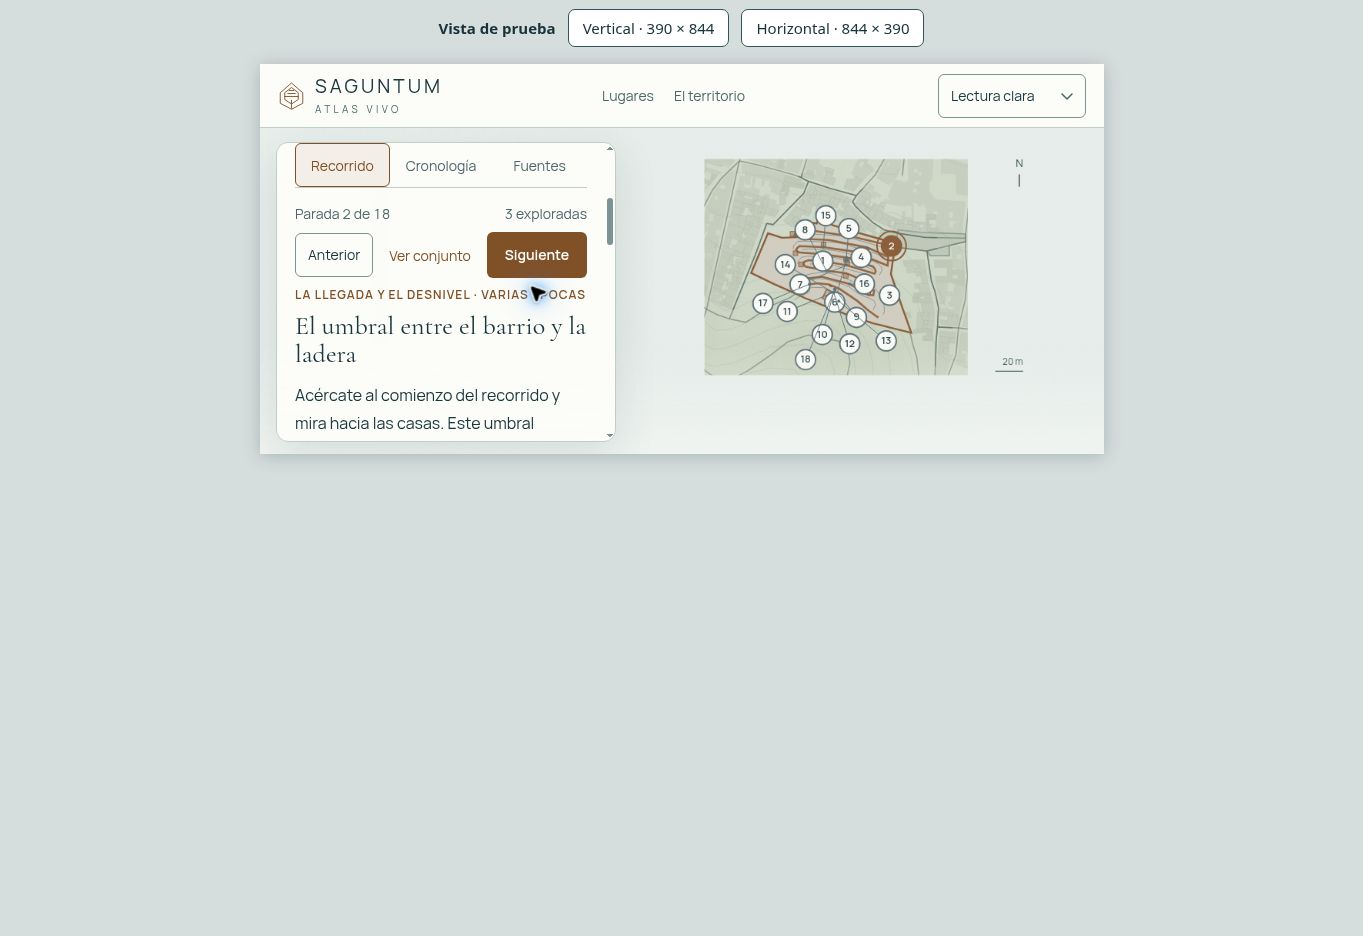 Vista de prueba Vertical · 390 × 844 Horizontal · 844 × 390
SAGUNTUM
ATLAS VIVO
Lugares El territorio
Lectura clara
Recorrido Cronología Fuentes
Parada 2 de 18 3 exploradas
Anterior Ver conjunto Siguiente
LA LLEGADA Y EL DESNIVEL · VARIAS
El umbral entre el barrio y la
ladera
Acércate al comienzo del recorrido y
mira hacia las casas. Este umbral
N
15
8 5
2
14 1 4
7 16
17 11 6 3
9
10 12 13
18
20 m